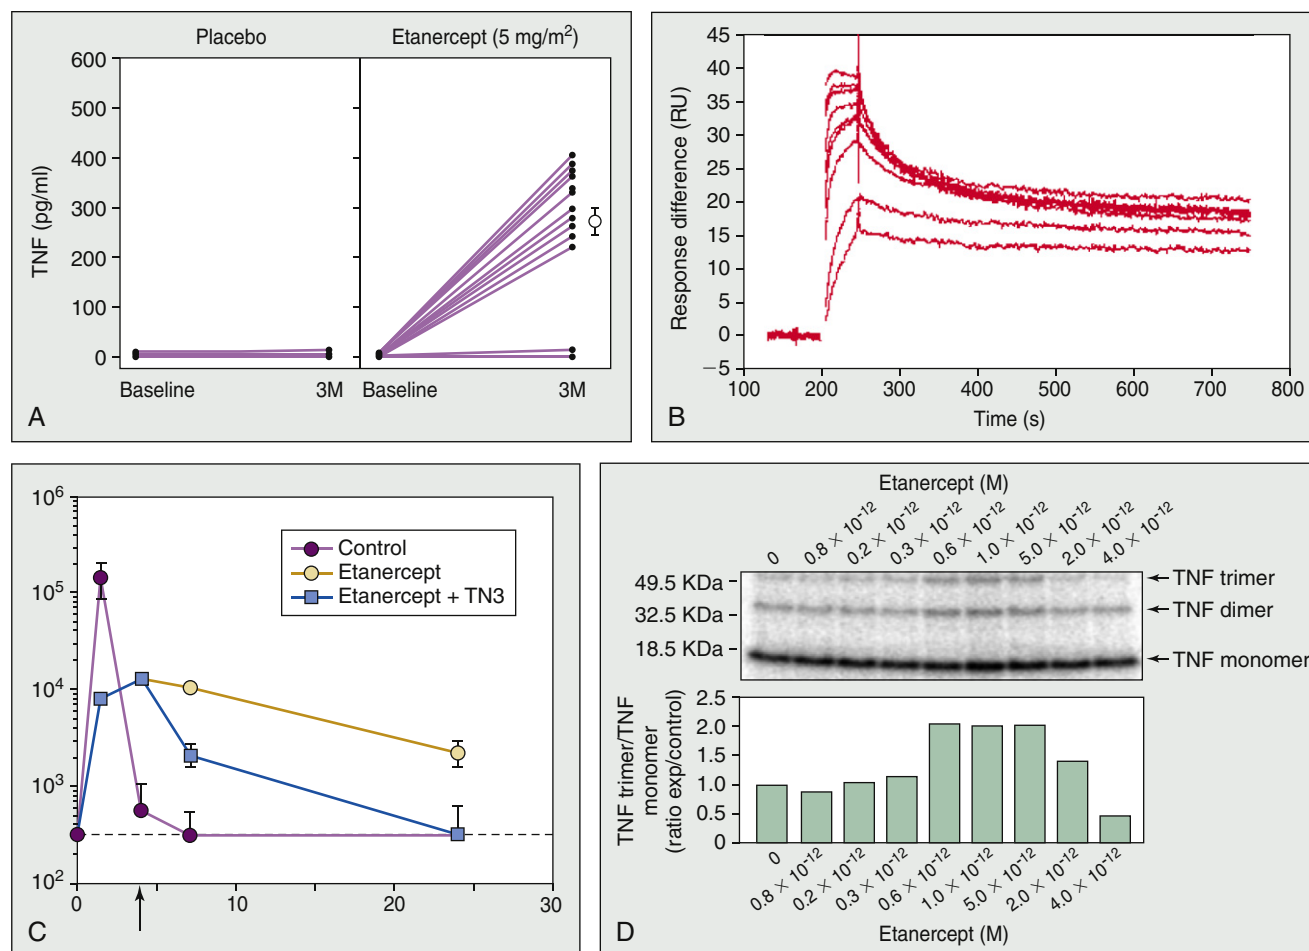 Placebo
Etanercept (5 mg/m²)
TNF (pg/ml)
600
500
400
300
200
100
0
Baseline
3M
Baseline
3M
A
Response difference (RU)
45
40
35
30
25
20
15
10
5
0
−5
100
200
300
400
500
600
700
800
Time (s)
B
10⁶
10⁵
10⁴
10³
10²
0
10
20
30
Control
Etanercept
Etanercept + TN3
C
Etanercept (M)
0
0.8 × 10⁻¹²
0.2 × 10⁻¹²
0.3 × 10⁻¹²
0.6 × 10⁻¹²
1.0 × 10⁻¹²
5.0 × 10⁻¹²
2.0 × 10⁻¹²
4.0 × 10⁻¹²
49.5 KDa
32.5 KDa
18.5 KDa
TNF trimer
TNF dimer
TNF monomer
TNF trimer/TNF
monomer
(ratio exp/control)
2.5
2.0
1.5
1.0
0.5
0
0
0.8 × 10⁻¹²
0.2 × 10⁻¹²
0.3 × 10⁻¹²
0.6 × 10⁻¹²
1.0 × 10⁻¹²
5.0 × 10⁻¹²
2.0 × 10⁻¹²
4.0 × 10⁻¹²
Etanercept (M)
D